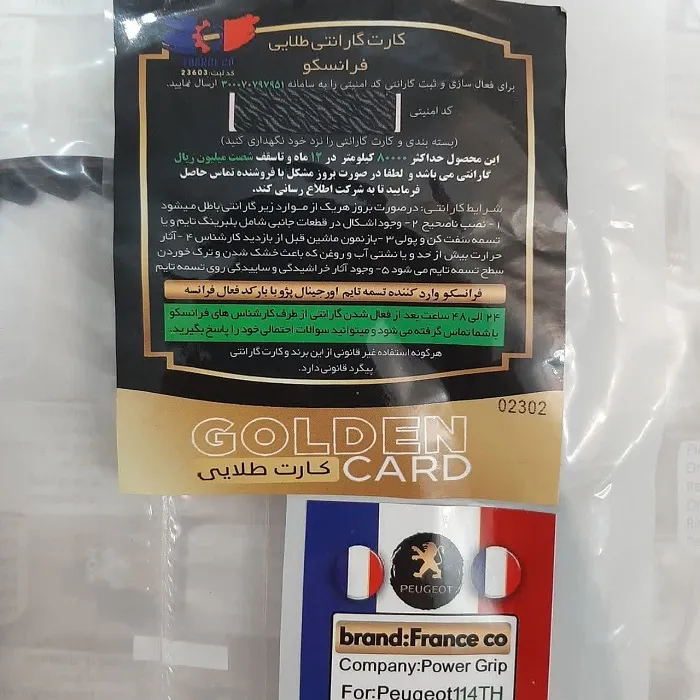 کارت گارانتی طلایی
فرانسکو
FRANCE CO
کد ثبت: 23603
برای فعال سازی و ثبت گارانتی کد امنیتی را به سامانه ۳۰۰۰۷۰۷۹۷۹۵۱ ارسال نمایید.
کد امنیتی
(بسته بندی و کارت گارانتی را نزد خود نگهداری کنید)
این محصول حداکثر ۸۰۰۰۰ کیلومتر در ۱۲ ماه و تاسقف شصت میلیون ریال
گارانتی می باشد و لطفا در صورت بروز مشکل با فروشنده تماس حاصل
فرمایید تا به شرکت اطلاع رسانی کند.
شرایط گارانتی: درصورت بروز هریک از موارد زیر گارانتی باطل میشود
۱- نصب ناصحیح ۲- وجود اشکال در قطعات جانبی شامل بلبرینگ تایم و یا
تسمه سفت کن و پولی ۳- باز نمون ماشین قبل از بازدید کارشناس ۴- آثار
حرارت بیش از حد و یا نشتی آب و روغن که باعث خشک شدن و ترک خوردن
سطح تسمه تایم می شود ۵- وجود آثار خراشیدگی و ساییدگی روی تسمه تایم
فرانسکو وارد کننده تسمه تایم اورجینال پژو با بارکد فعال فرانسه
۲۴ الی ۴۸ ساعت بعد از فعال شدن گارانتی از طرف کارشناس های فرانسکو
با شما تماس گرفته می شود و میتوانید سوالات احتمالی خود را پاسخ بگیرید.
هرگونه استفاده غیر قانونی از این برند و کارت گارانتی
پیگرد قانونی دارد.
02302
GOLDEN
کارت طلایی CARD
PEUGEOT
brand:France co
Company:Power Grip
For:Peugeot114TH